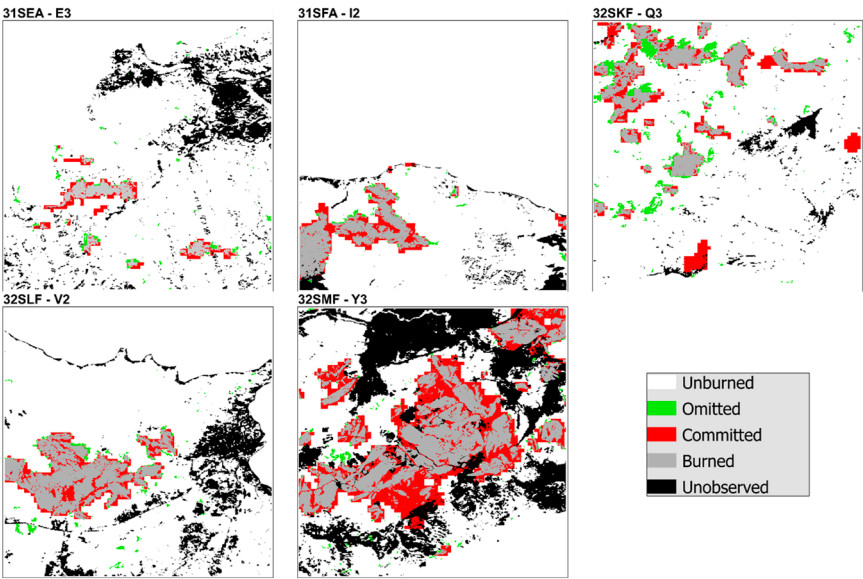 31SEA - E3
31SFA - I2
32SKF - Q3
32SLF - V2
32SMF - Y3
Unburned
Omitted
Committed
Burned
Unobserved